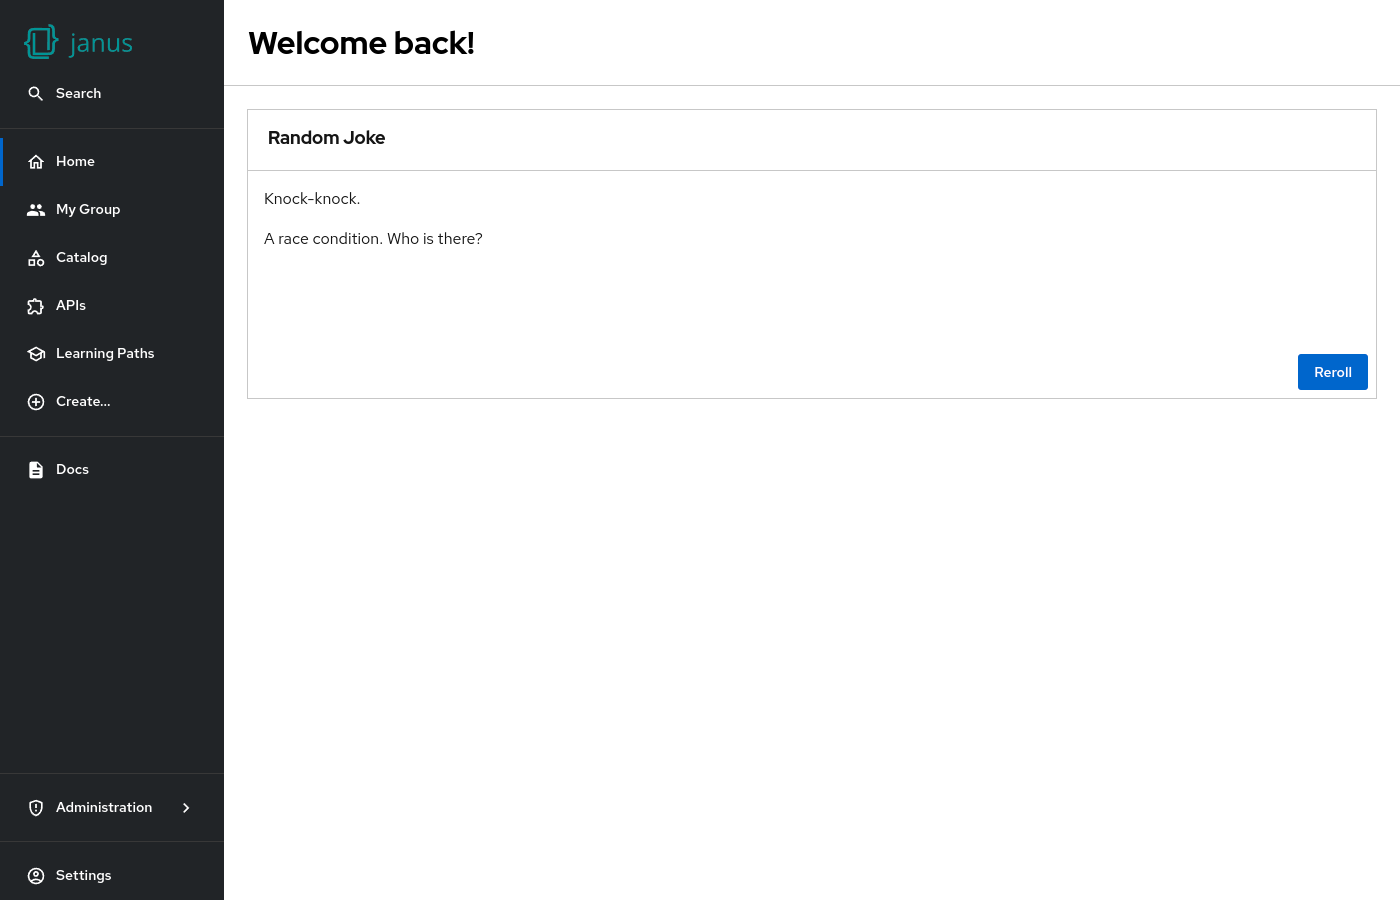 janus
Search
Home
My Group
Catalog
APIs
Learning Paths
Create...
Docs
Administration
Settings
Welcome back!
Random Joke
Knock-knock.
A race condition. Who is there?
Reroll